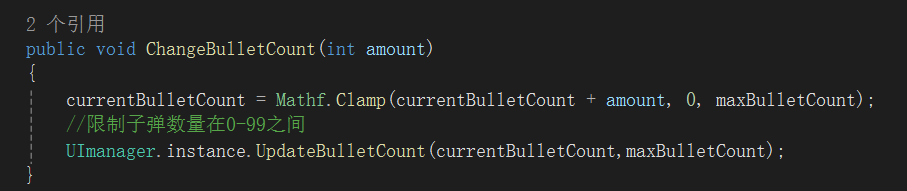 2 个引用
public void ChangeBulletCount(int amount)
{
currentBulletCount = Mathf.Clamp(currentBulletCount + amount, 0, maxBulletCount);
//限制子弹数量在0-99之间
UImanager.instance.UpdateBulletCount(currentBulletCount,maxBulletCount);
}